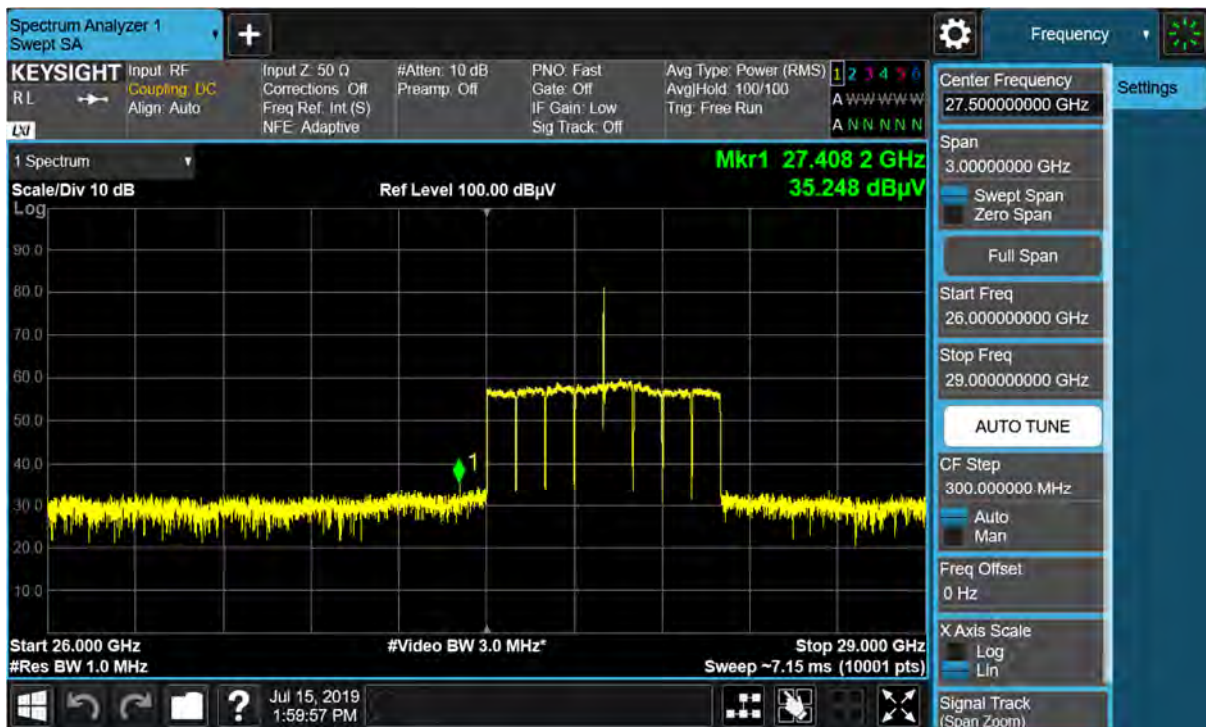 Spectrum Analyzer 1
Swept SA
+
Frequency
KEYSIGHT
RL
LXI
Input: RF
Coupling: DC
Align: Auto
Input Z: 50 Ω
Corrections: Off
Freq Ref: Int (S)
NFE: Adaptive
#Atten: 10 dB
Preamp: Off
PNO: Fast
Gate: Off
IF Gain: Low
Sig Track: Off
Avg Type: Power (RMS)
Avg|Hold: 100/100
Trig: Free Run
1 2 3 4 5 6
A W W W W W
A N N N N N
1 Spectrum
Scale/Div 10 dB
Log
Ref Level 100.00 dBµV
Mkr1 27.408 2 GHz
35.248 dBµV
90.0
80.0
70.0
60.0
50.0
40.0
30.0
20.0
10.0
1
Start 26.000 GHz
#Res BW 1.0 MHz
#Video BW 3.0 MHz*
Stop 29.000 GHz
Sweep ~7.15 ms (10001 pts)
Center Frequency
27.500000000 GHz
Settings
Span
3.00000000 GHz
Swept Span
Zero Span
Full Span
Start Freq
26.000000000 GHz
Stop Freq
29.000000000 GHz
AUTO TUNE
CF Step
300.000000 MHz
Auto
Man
Freq Offset
0 Hz
X Axis Scale
Log
Lin
Signal Track
(Span Zoom)
?
Jul 15, 2019
1:59:57 PM